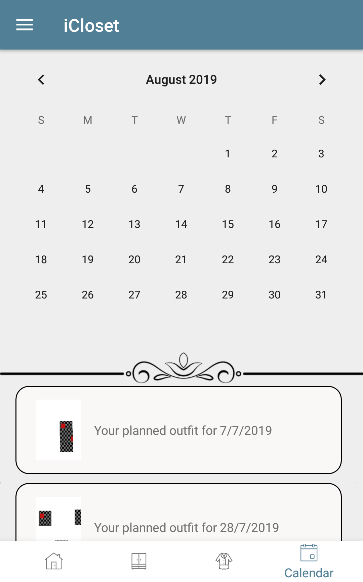 iCloset
August 2019
S M T W T F S
1 2 3
4 5 6 7 8 9 10
11 12 13 14 15 16 17
18 19 20 21 22 23 24
25 26 27 28 29 30 31
Your planned outfit for 7/7/2019
Your planned outfit for 28/7/2019
Calendar